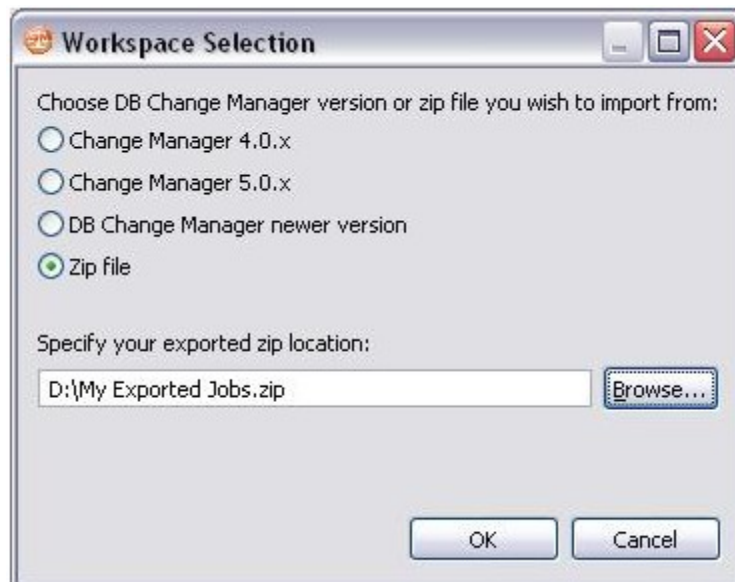 Workspace Selection
Choose DB Change Manager version or zip file you wish to import from:
Change Manager 4.0.x
Change Manager 5.0.x
DB Change Manager newer version
Zip file
Specify your exported zip location:
D:\My Exported Jobs.zip
Browse...
OK
Cancel